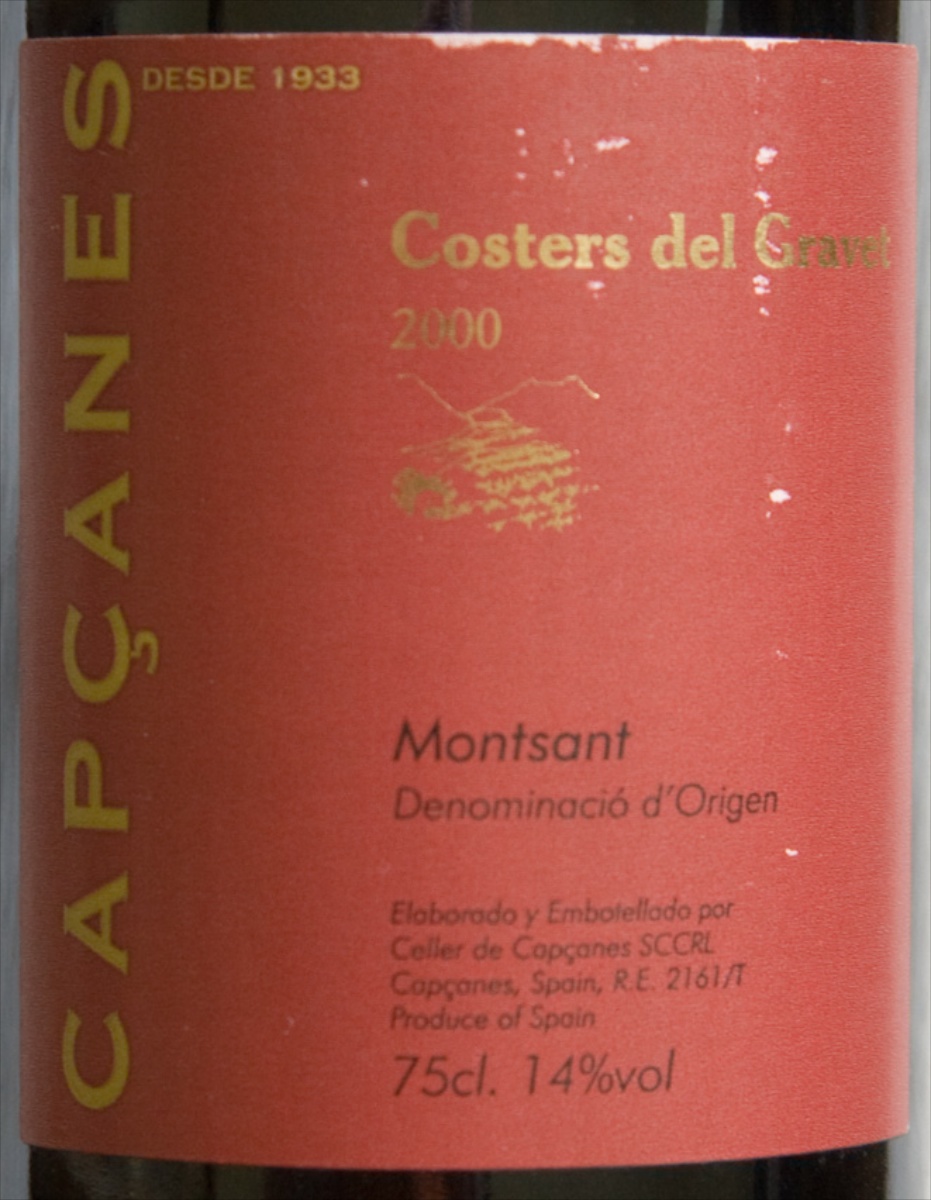 CAPÇANES
DESDE 1933
Costers del Gravet
2000
Montsant
Denominació d'Origen
Elaborado y Embotellado por
Celler de Capçanes SCCRL
Capçanes, Spain, R.E. 2161/T
Produce of Spain
75cl. 14%vol